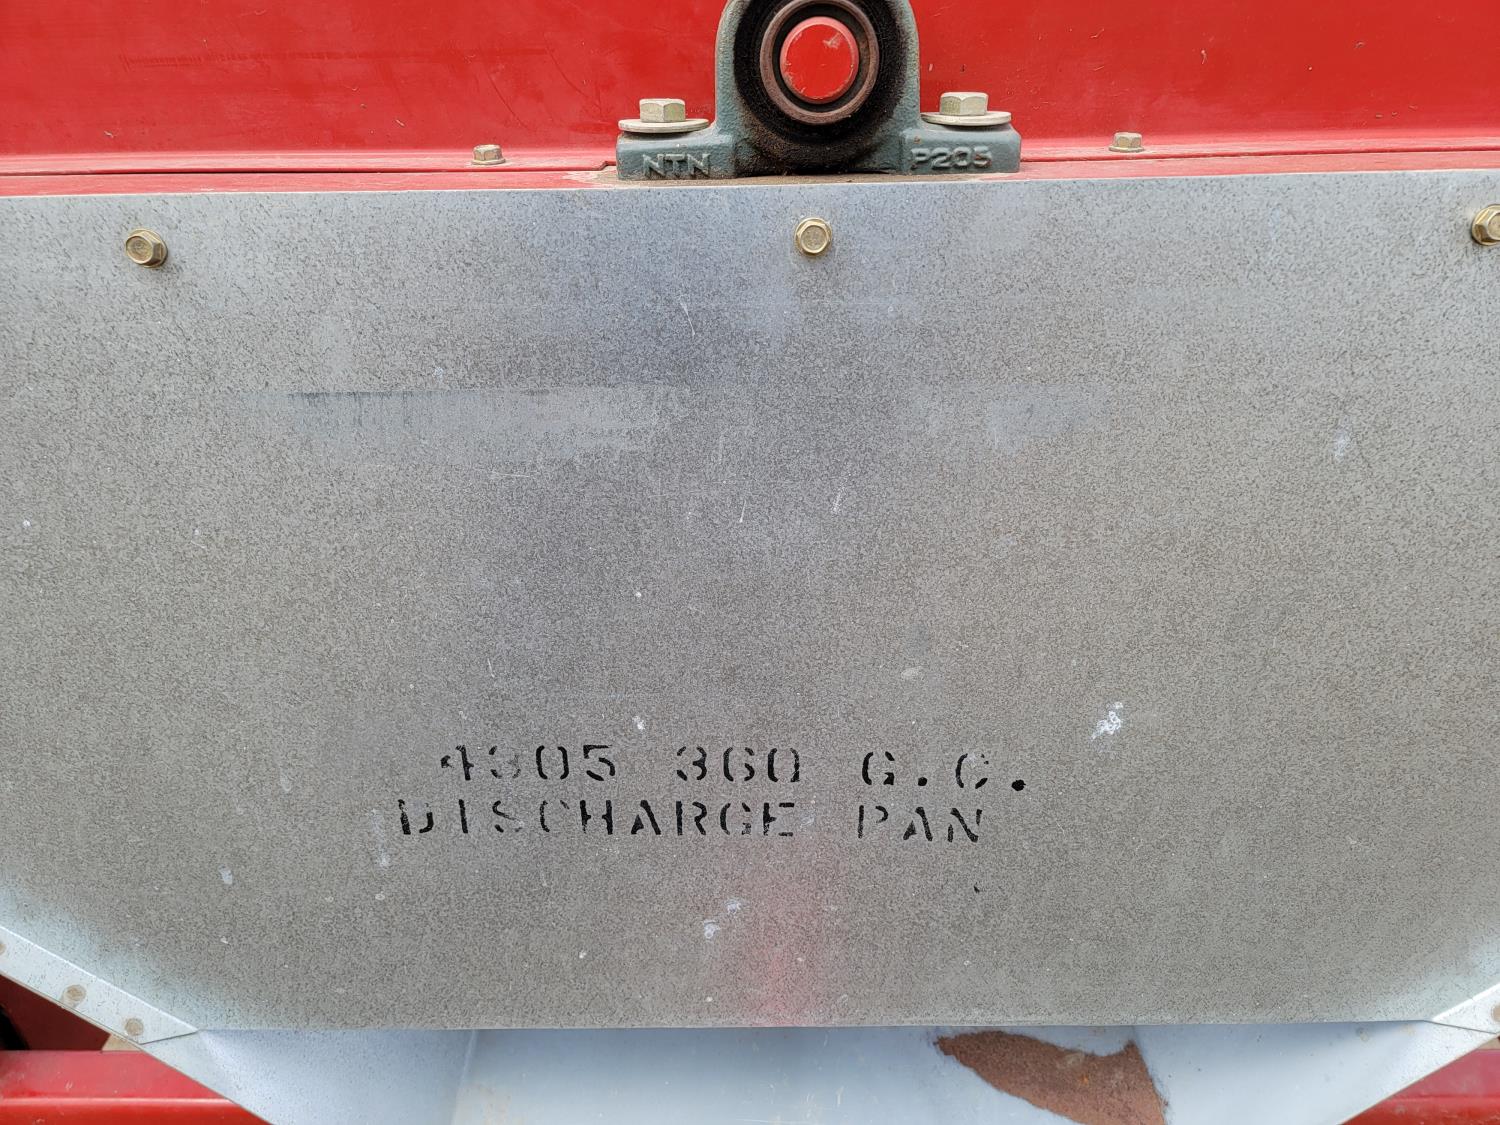 NTN P205
4305 360 G.C.
DISCHARGE PAN